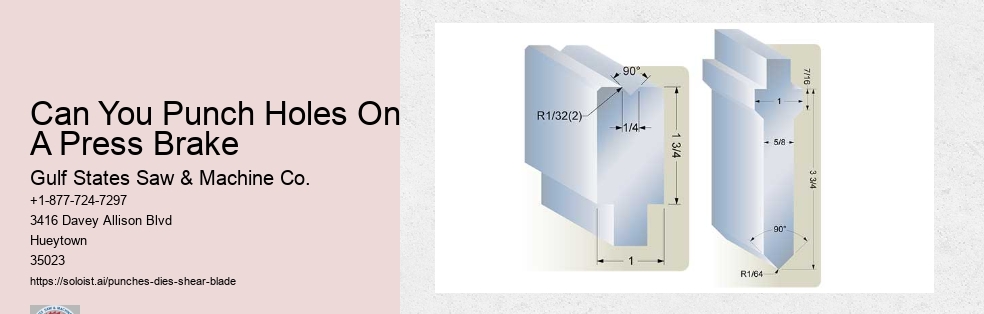 Can You Punch Holes On
A Press Brake
Gulf States Saw & Machine Co.
+1-877-724-7297
3416 Davey Allison Blvd
Hueytown
35023
https://soloist.ai/punches-dies-shear-blade
90°
R1/32(2)
1/4
1 3/4
1
7/16
1
5/8
3 3/4
90°
R1/64